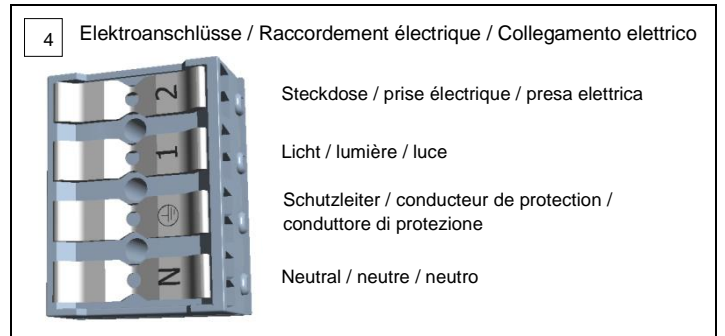 4
Elektroanschlüsse / Raccordement électrique / Collegamento elettrico
2
Steckdose / prise électrique / presa elettrica
1
Licht / lumière / luce
Schutzleiter / conducteur de protection /
conduttore di protezione
N
Neutral / neutre / neutro